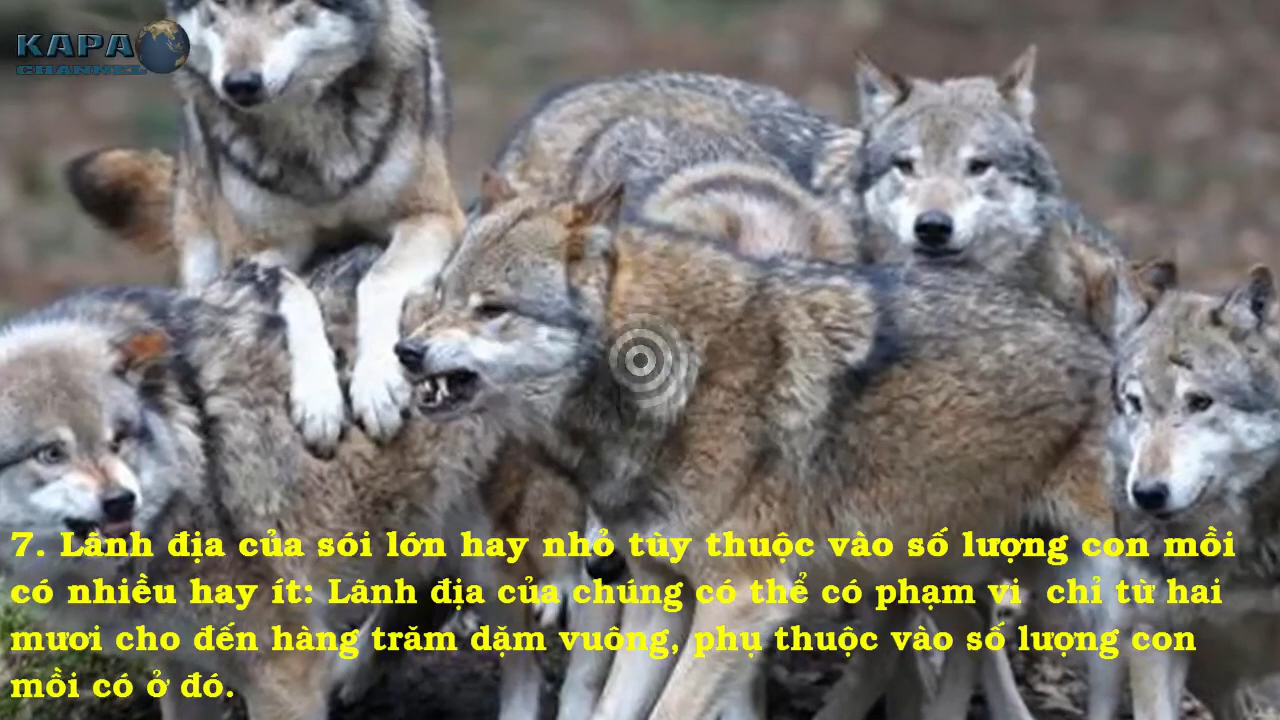 KAPA
CHANNEL
7. Lãnh địa của sói lớn hay nhỏ tùy thuộc vào số lượng con mồi
có nhiều hay ít: Lãnh địa của chúng có thể có phạm vi chỉ từ hai
mươi cho đến hàng trăm dặm vuông, phụ thuộc vào số lượng con
mồi có ở đó.